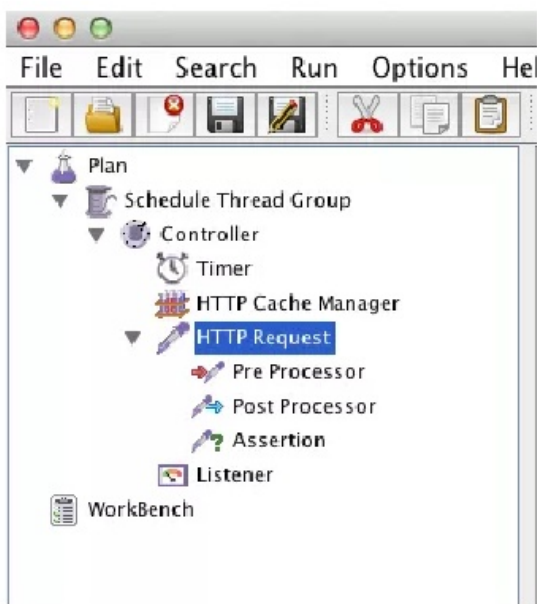 File Edit Search Run Options Hel
Plan
Schedule Thread Group
Controller
Timer
HTTP Cache Manager
HTTP Request
Pre Processor
Post Processor
Assertion
Listener
WorkBench